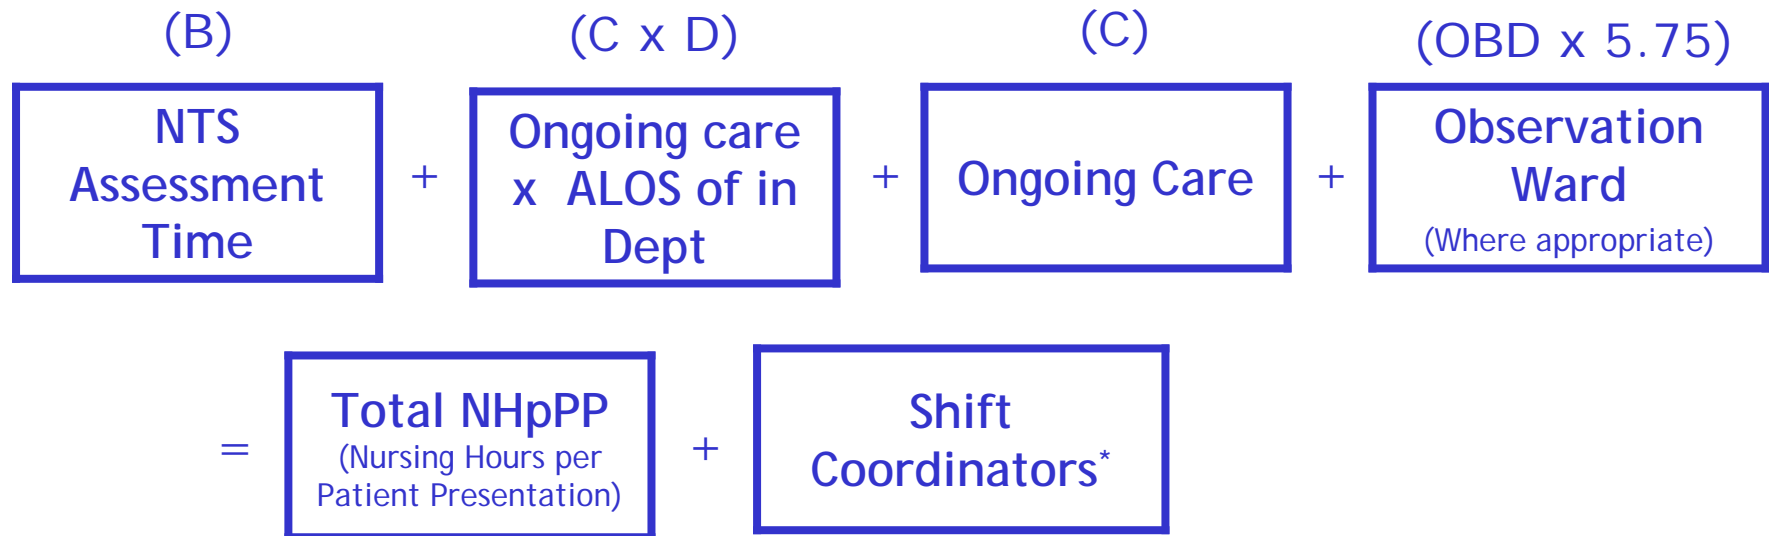 (B) (C x D) (C) (OBD x 5.75)
NTS
Assessment
Time
+
Ongoing care
x ALOS of in
Dept
+
Ongoing Care
+
Observation
Ward
(Where appropriate)
=
Total NHpPP
(Nursing Hours per
Patient Presentation)
+
Shift
Coordinators*